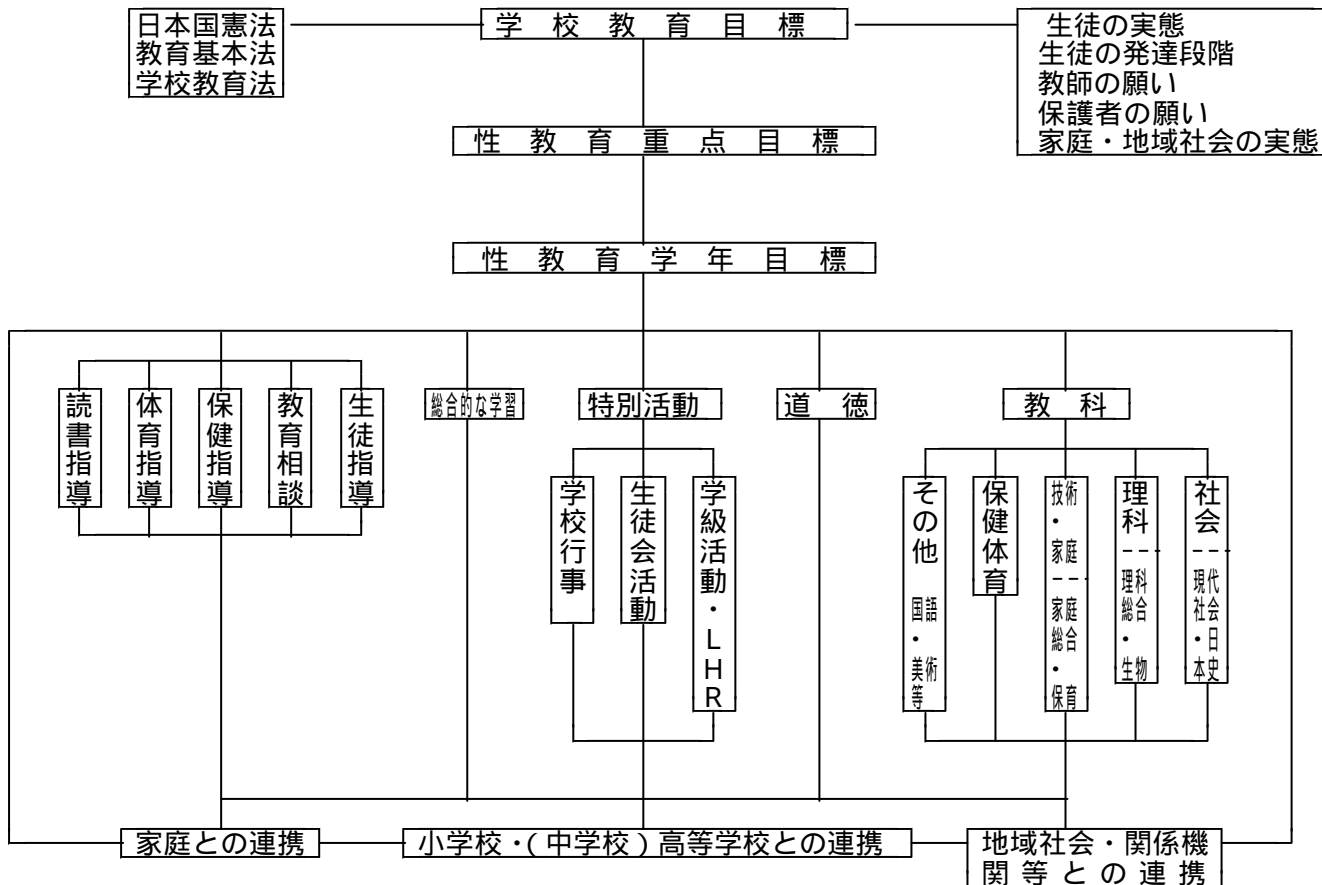 日本国憲法
教育基本法
学校教育法
学校教育目標
生徒の実態
生徒の発達段階
教師の願い
保護者の願い
家庭・地域社会の実態
性教育重点目標
性教育学年目標
読書指導
体育指導
保健指導
教育相談
生徒指導
総合的な学習
特別活動
道徳
教科
学校行事
生徒会活動
学級活動・LHR
その他 国語・美術等
保健体育
技術・家庭---家庭総合・保育
理科---理科総合・生物
社会---現代社会・日本史
家庭との連携
小学校・(中学校)高等学校との連携
地域社会・関係機
関等との連携